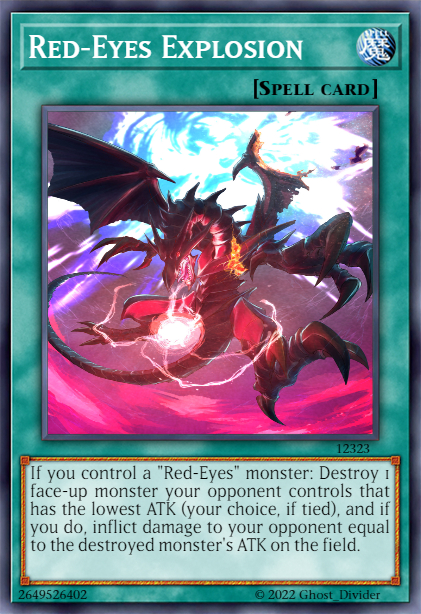 Red-Eyes Explosion
魔
[Spell card]
12323
If you control a "Red-Eyes" monster: Destroy 1
face-up monster your opponent controls that
has the lowest ATK (your choice, if tied), and if
you do, inflict damage to your opponent equal
to the destroyed monster's ATK on the field.
2649526402
© 2022 Ghost_Divider